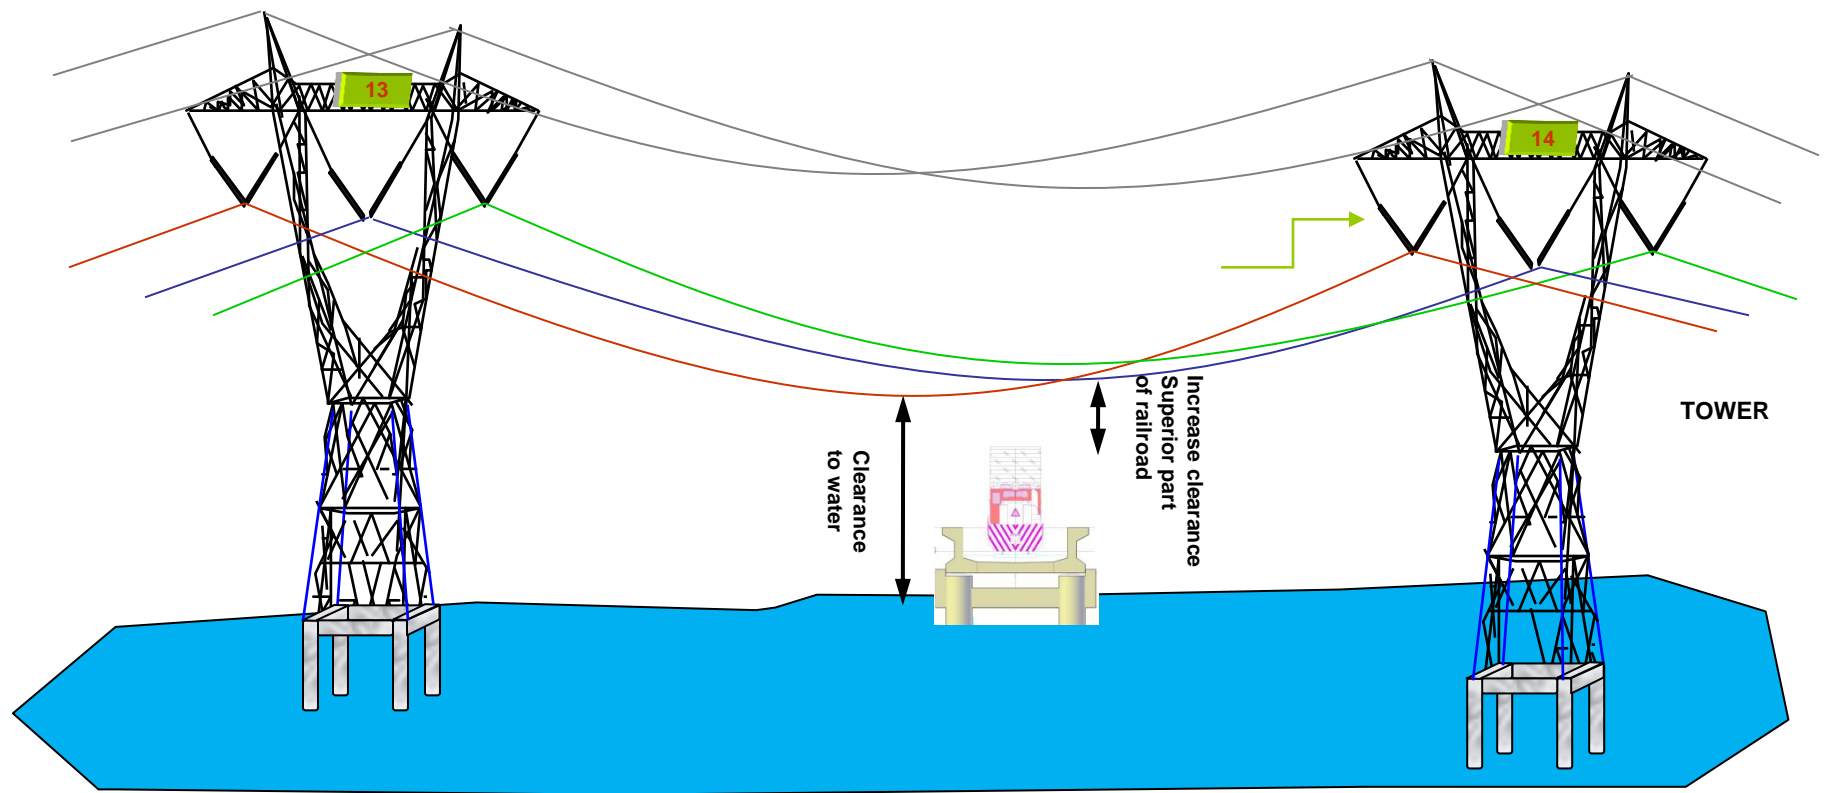 13
14
Increase clearance
Superior part
of railroad
TOWER
Clearance
to water